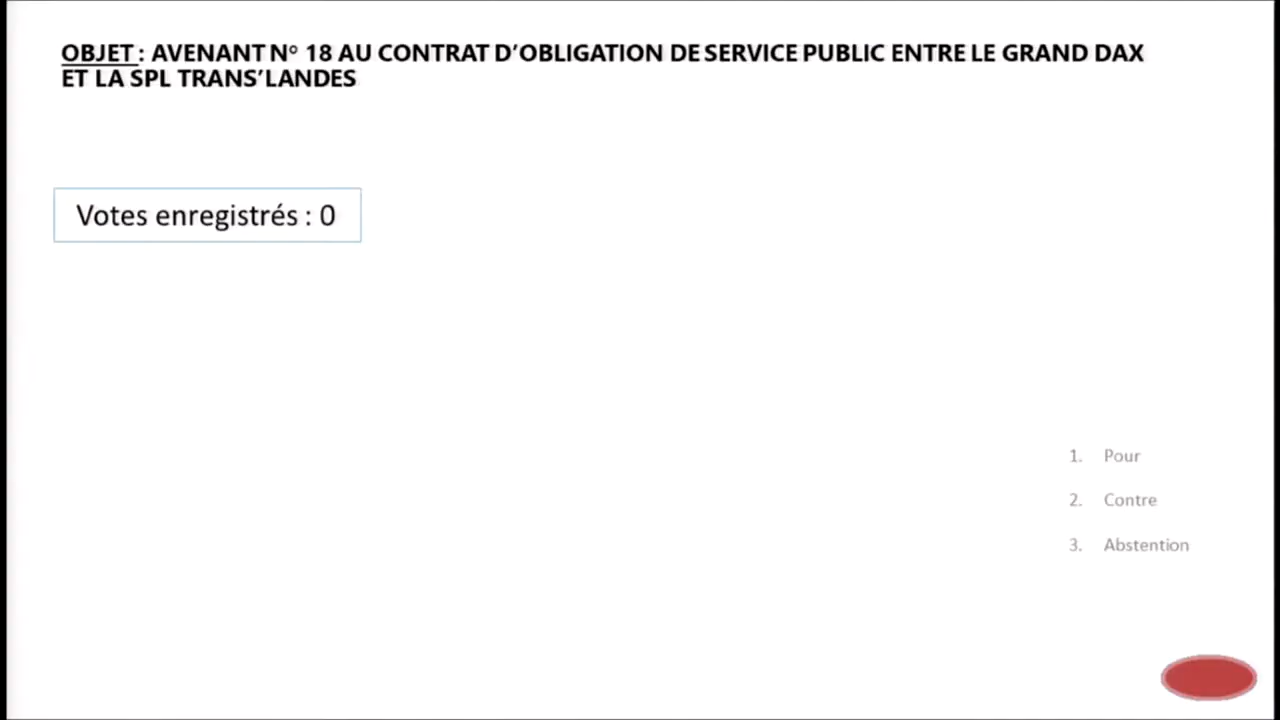 OBJET : AVENANT N° 18 AU CONTRAT D’OBLIGATION DE SERVICE PUBLIC ENTRE LE GRAND DAX
ET LA SPL TRANS’LANDES
Votes enregistrés : 0
1. Pour
2. Contre
3. Abstention